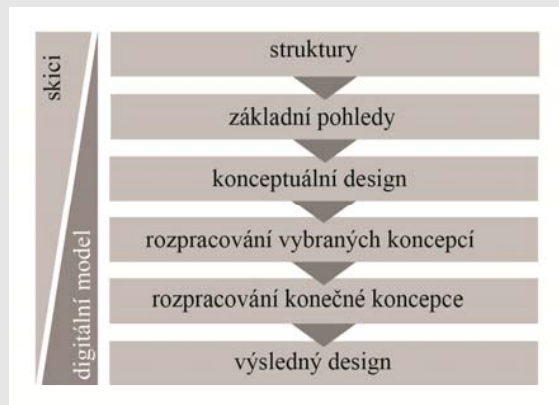 skici
digitální model
struktury
základní pohledy
konceptuální design
rozpracování vybraných koncepcí
rozpracování konečné koncepce
výsledný design